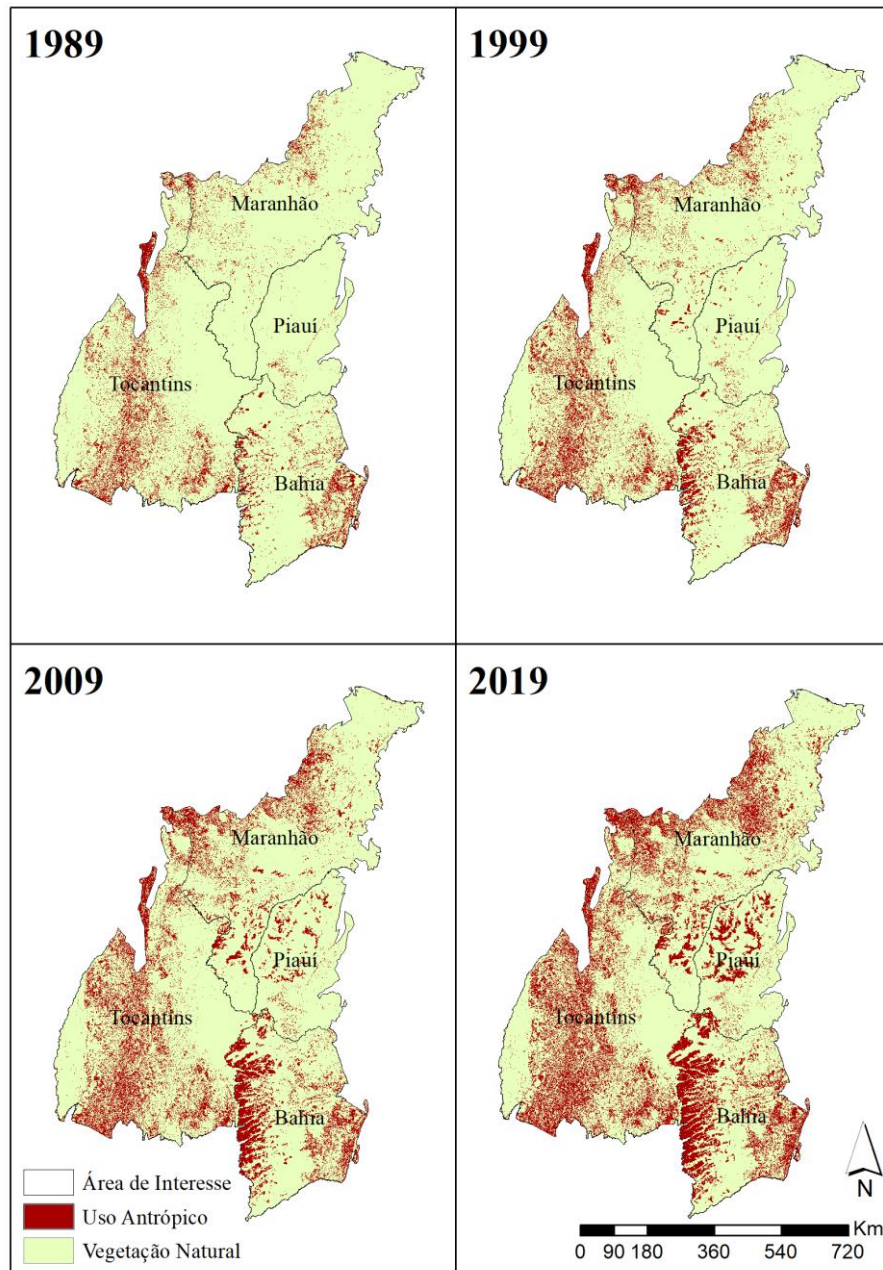 1989
Maranhão
Piauí
Tocantins
Bahia
1999
Maranhão
Piauí
Tocantins
Bahia
2009
Maranhão
Piauí
Tocantins
Bahia
Área de Interesse
Uso Antrópico
Vegetação Natural
2019
Maranhão
Piauí
Tocantins
Bahia
N
Km
0 90 180 360 540 720